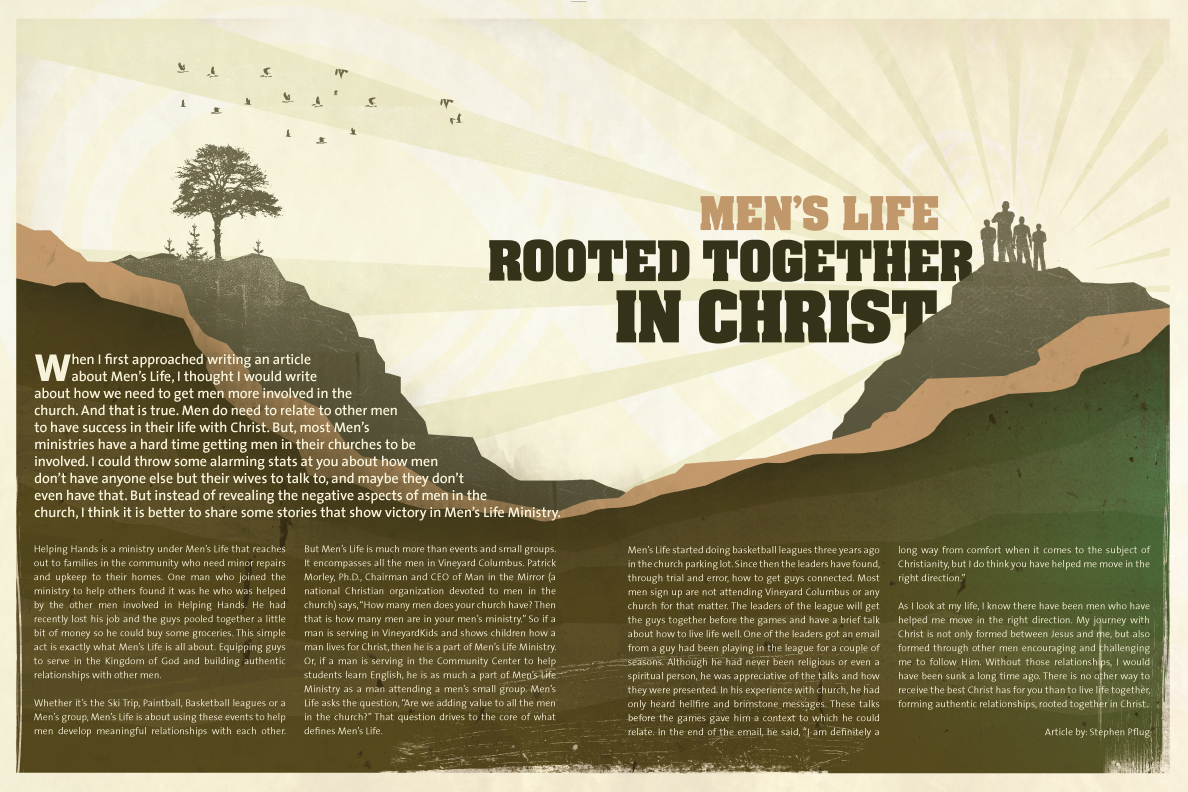 MEN'S LIFE
ROOTED TOGETHER
IN CHRIST
When I first approached writing an article
about Men's Life, I thought I would write
about how we need to get men more involved in the
church. And that is true. Men do need to relate to other men
to have success in their life with Christ. But, most Men's
ministries have a hard time getting men in their churches to be
involved. I could throw some alarming stats at you about how men
don't have anyone else but their wives to talk to, and maybe they don't
even have that. But instead of revealing the negative aspects of men in the
church, I think it is better to share some stories that show victory in Men's Life Ministry.
Helping Hands is a ministry under Men's Life that reaches
out to families in the community who need minor repairs
and upkeep to their homes. One man who joined the
ministry to help others found it was he who was helped
by the other men involved in Helping Hands. He had
recently lost his job and the guys pooled together a little
bit of money so he could buy some groceries. This simple
act is exactly what Men's Life is all about. Equipping guys
to serve in the Kingdom of God and building authentic
relationships with other men.
Whether it's the Ski Trip, Paintball, Basketball leagues or a
Men's group, Men's Life is about using these events to help
men develop meaningful relationships with each other.
But Men's Life is much more than events and small groups.
It encompasses all the men in Vineyard Columbus. Patrick
Morley, Ph.D., Chairman and CEO of Man in the Mirror (a
national Christian organization devoted to men in the
church) says, "How many men does your church have? Then
that is how many men are in your men's ministry." So if a
man is serving in VineyardKids and shows children how a
man lives for Christ, then he is a part of Men's Life Ministry.
Or, if a man is serving in the Community Center to help
students learn English, he is as much a part of Men's Life
Ministry as a man attending a men's small group. Men's
Life asks the question, "Are we adding value to all the men
in the church?" That question drives to the core of what
defines Men's Life.
Men's Life started doing basketball leagues three years ago
in the church parking lot. Since then the leaders have found,
through trial and error, how to get guys connected. Most
men sign up are not attending Vineyard Columbus or any
church for that matter. The leaders of the league will get
the guys together before the games and have a brief talk
about how to live life well. One of the leaders got an email
from a guy had been playing in the league for a couple of
seasons. Although he had never been religious or even a
spiritual person, he was appreciative of the talks and how
they were presented. In his experience with church, he had
only heard hellfire and brimstone messages. These talks
before the games gave him a context to which he could
relate. In the end of the email, he said, "I am definitely a
long way from comfort when it comes to the subject of
Christianity, but I do think you have helped me move in the
right direction."
As I look at my life, I know there have been men who have
helped me move in the right direction. My journey with
Christ is not only formed between Jesus and me, but also
formed through other men encouraging and challenging
me to follow Him. Without those relationships, I would
have been sunk a long time ago. There is no other way to
receive the best Christ has for you than to live life together,
forming authentic relationships, rooted together in Christ.
Article by: Stephen Pflug